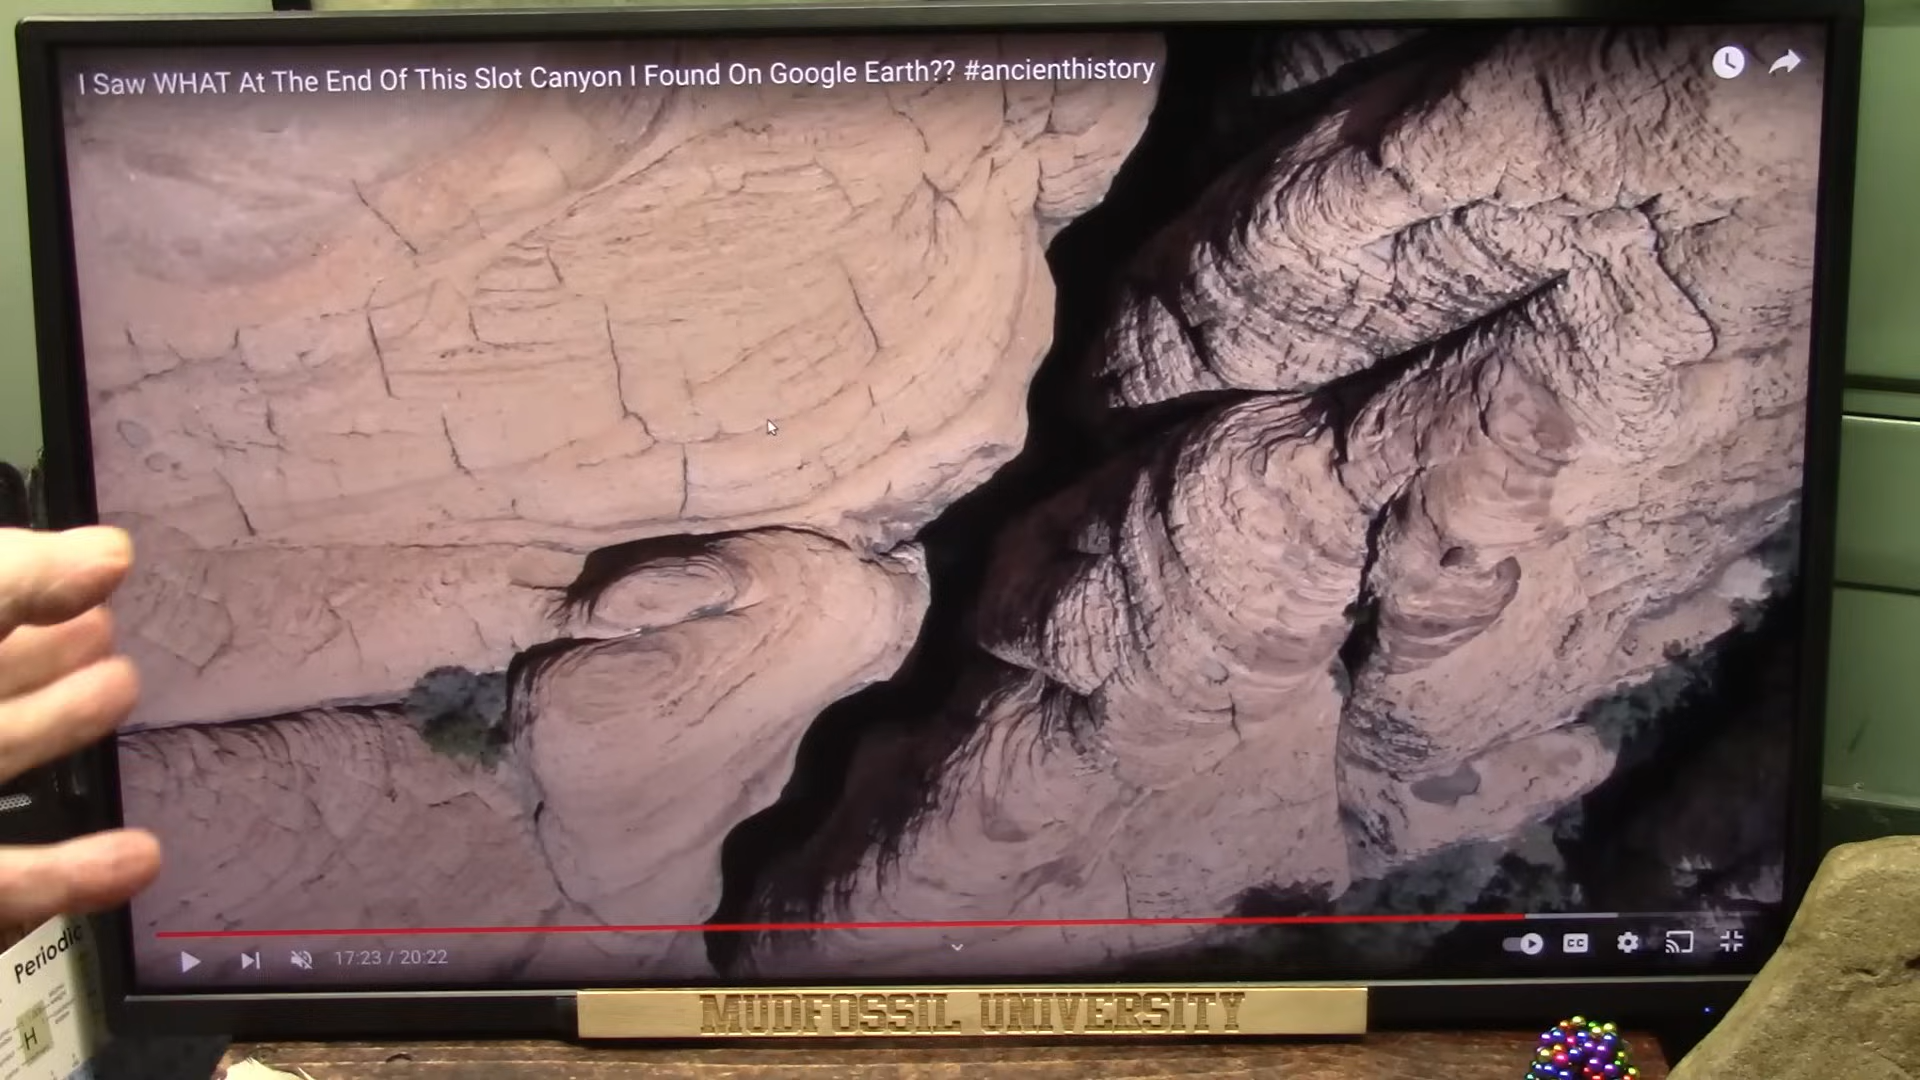 I Saw WHAT At The End Of This Slot Canyon I Found On Google Earth?? #ancienthistory
17:23 / 20:22
CC
MUDFOSSIL UNIVERSITY
Periodic
H